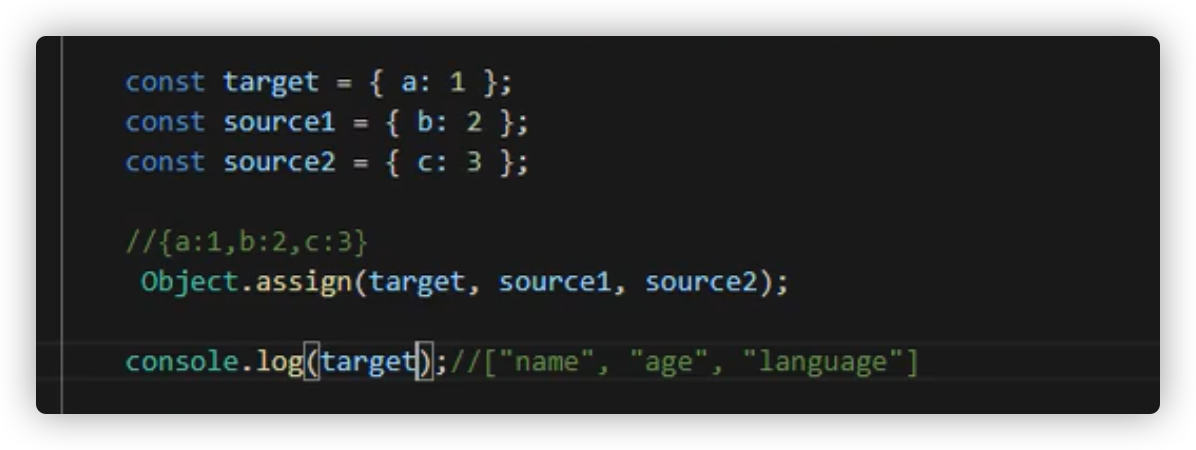 const target = { a: 1 };
const source1 = { b: 2 };
const source2 = { c: 3 };
//{a:1,b:2,c:3}
Object.assign(target, source1, source2);
console.log(target);//["name", "age", "language"]